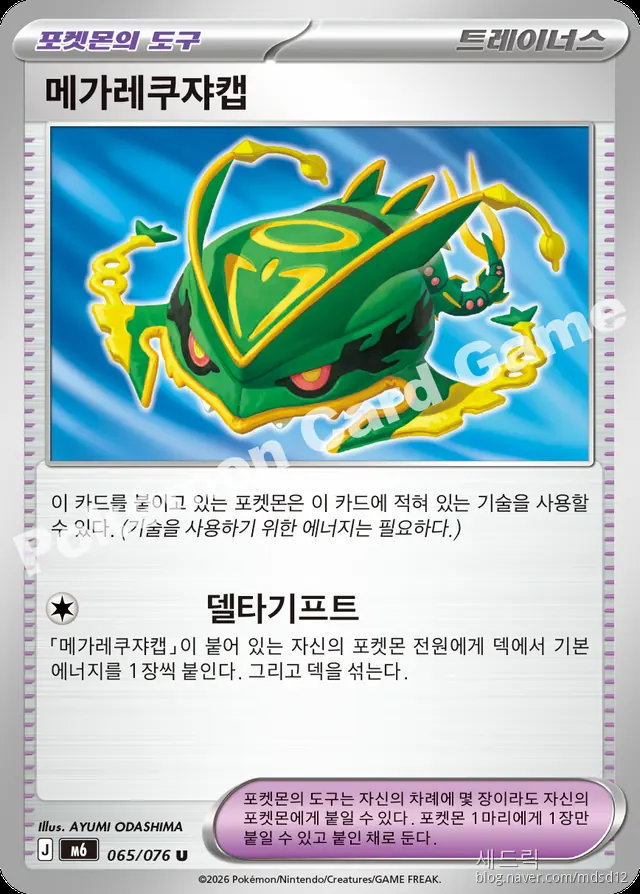 포켓몬의 도구
트레이너스
메가레쿠쟈캡
이 카드를 붙이고 있는 포켓몬은 이 카드에 적혀 있는 기술을 사용할
수 있다. (기술을 사용하기 위한 에너지는 필요하다.)
델타기프트
「메가레쿠쟈캡」이 붙어 있는 자신의 포켓몬 전원에게 덱에서 기본
에너지를 1장씩 붙인다. 그리고 덱을 섞는다.
포켓몬의 도구는 자신의 차례에 몇 장이라도 자신의
포켓몬에게 붙일 수 있다. 포켓몬 1마리에게 1장만
붙일 수 있고 붙인 채로 둔다.
Illus. AYUMI ODASHIMA
J M6 065/076 U
©2026 Pokémon/Nintendo/Creatures/GAME FREAK.
Pokémon Card Game
세드릭
blog.naver.com/mdsd12